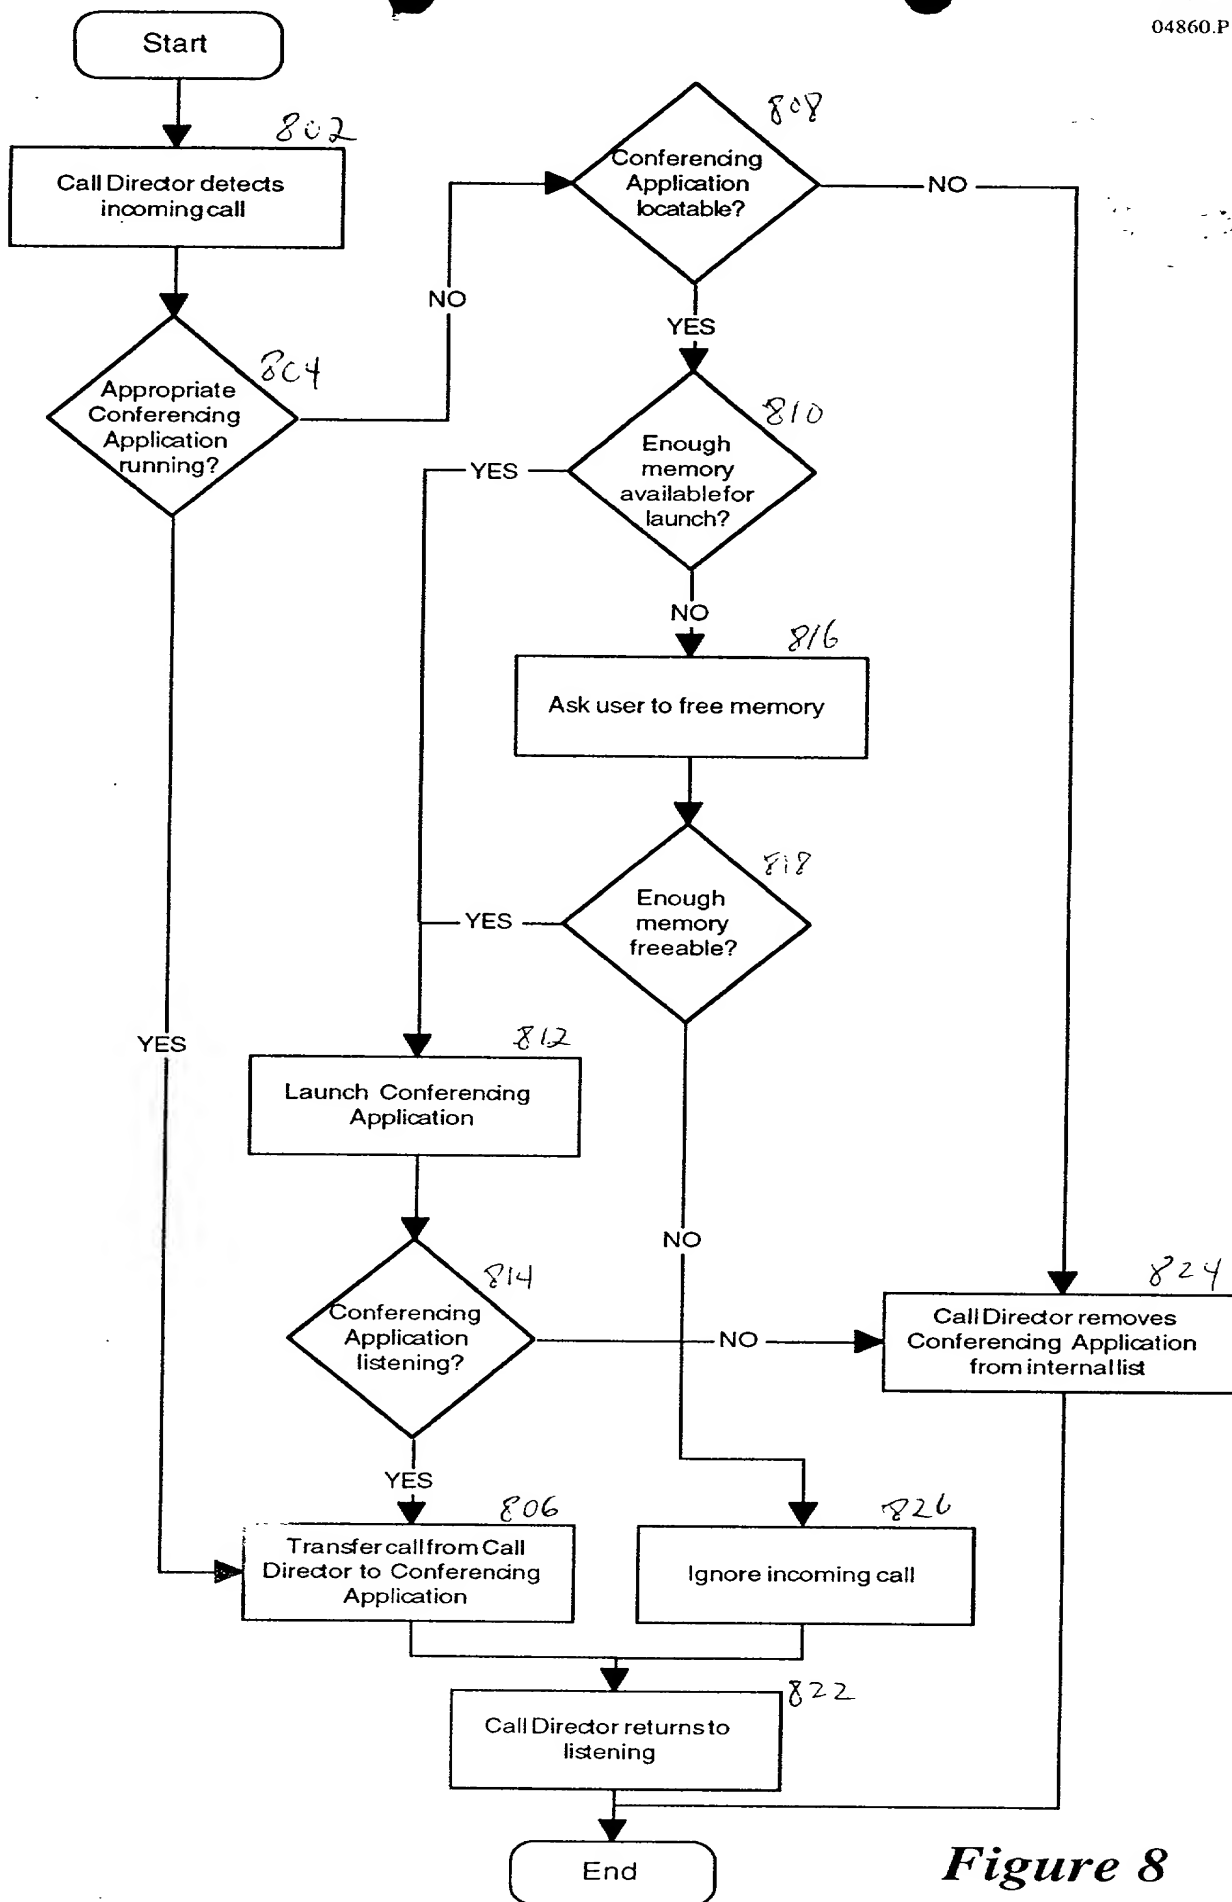 04860.P
Start
802
Call Director detects
incoming call
804
Appropriate
Conferencing
Application
running?
NO
YES
808
Conferencing
Application
locatable?
NO
YES
810
Enough
memory
available for
launch?
YES
NO
816
Ask user to free memory
818
Enough
memory
freeable?
YES
NO
812
Launch Conferencing
Application
814
Conferencing
Application
listening?
NO
YES
824
Call Director removes
Conferencing Application
from internal list
806
Transfer call from Call
Director to Conferencing
Application
826
Ignore incoming call
822
Call Director returns to
listening
End
Figure 8